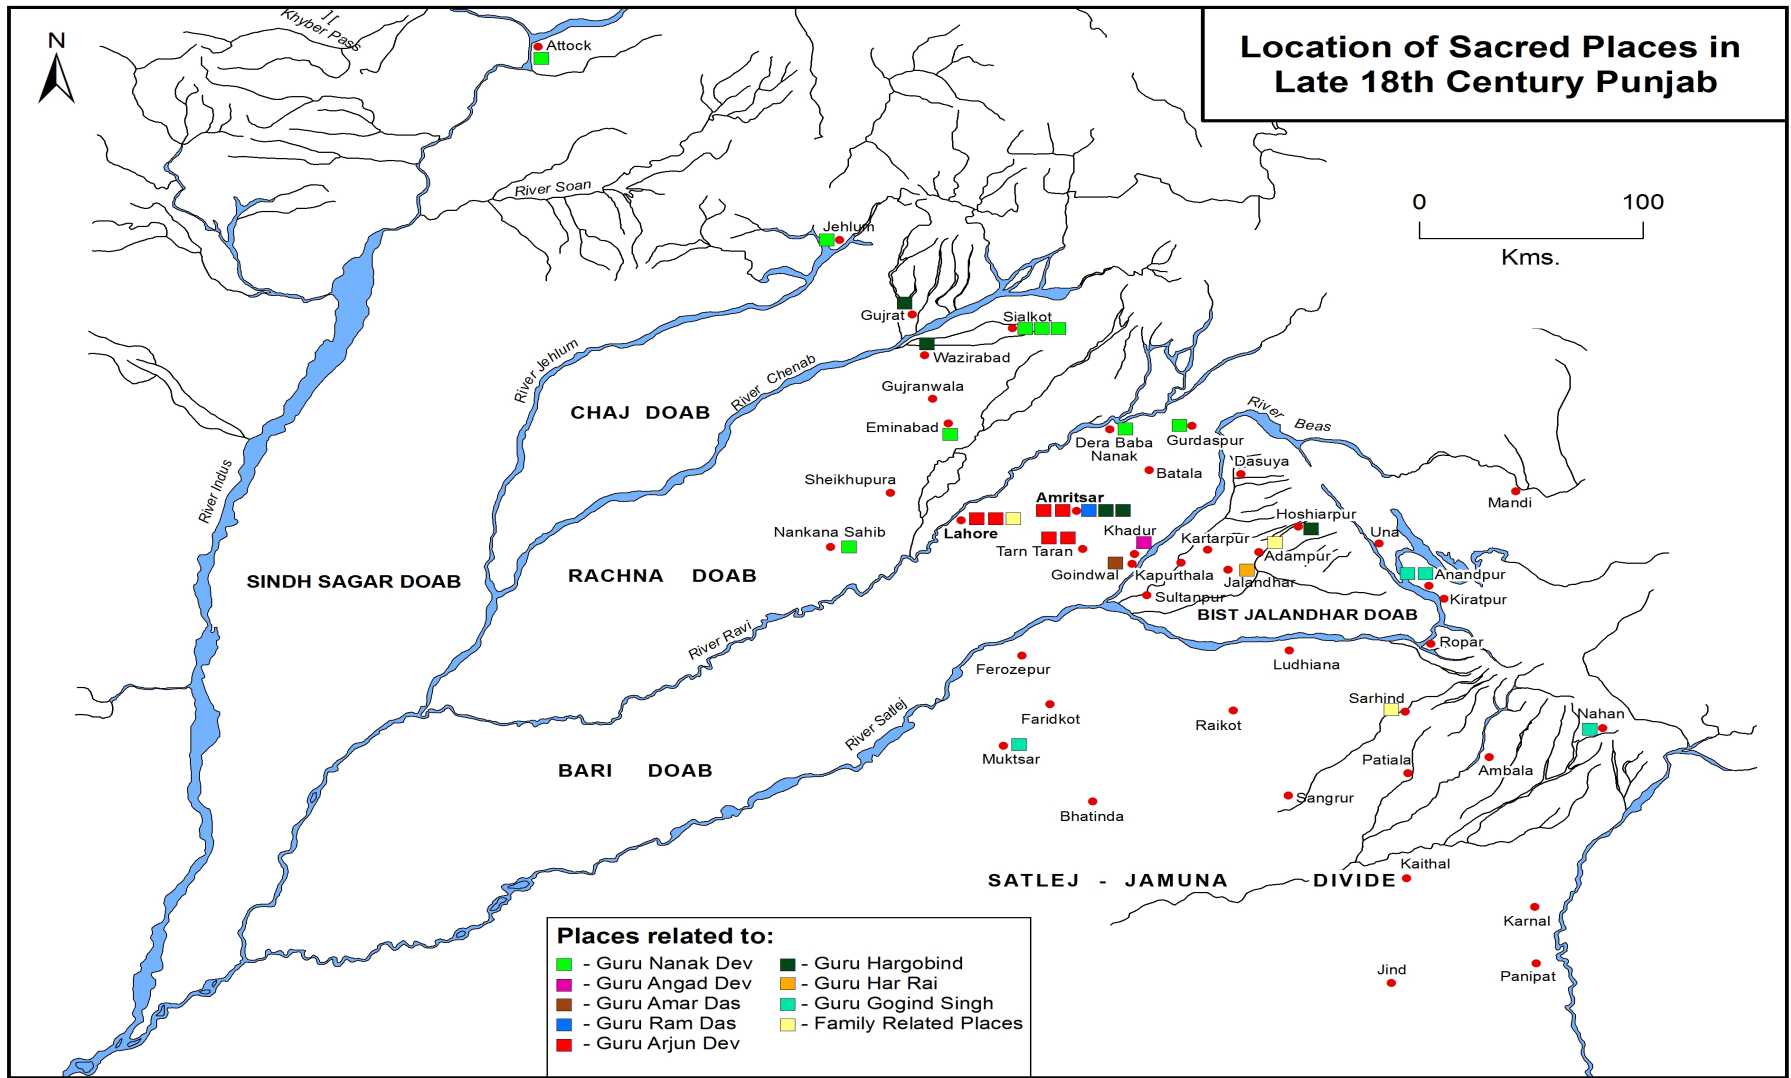 Location of Sacred Places in
Late 18th Century Punjab
N
Khyber Pass
Attock
River Soan
0 100
Kms.
Jehlum
Gujrat
Sialkot
Wazirabad
River Jehlum
River Chenab
Gujranwala
CHAJ DOAB
Eminabad
River Beas
Dera Baba
Nanak
Gurdaspur
Batala
Dasuya
River Indus
Sheikhupura
Mandi
Amritsar
Hoshiarpur
Nankana Sahib
Lahore
Khadur
Kartarpur
Una
Tarn Taran
Adampur
Goindwal
Kapurthala
Jalandhar
Anandpur
SINDH SAGAR DOAB
RACHNA DOAB
Sultanpur
Kiratpur
BIST JALANDHAR DOAB
River Ravi
Ropar
Ferozepur
Ludhiana
Sarhind
Faridkot
Raikot
Nahan
River Satlej
Muktsar
Patiala
Ambala
BARI DOAB
Sangrur
Bhatinda
Kaithal
SATLEJ - JAMUNA DIVIDE
Karnal
Jind
Panipat
Places related to:
- Guru Nanak Dev
- Guru Angad Dev
- Guru Amar Das
- Guru Ram Das
- Guru Arjun Dev
- Guru Hargobind
- Guru Har Rai
- Guru Gogind Singh
- Family Related Places